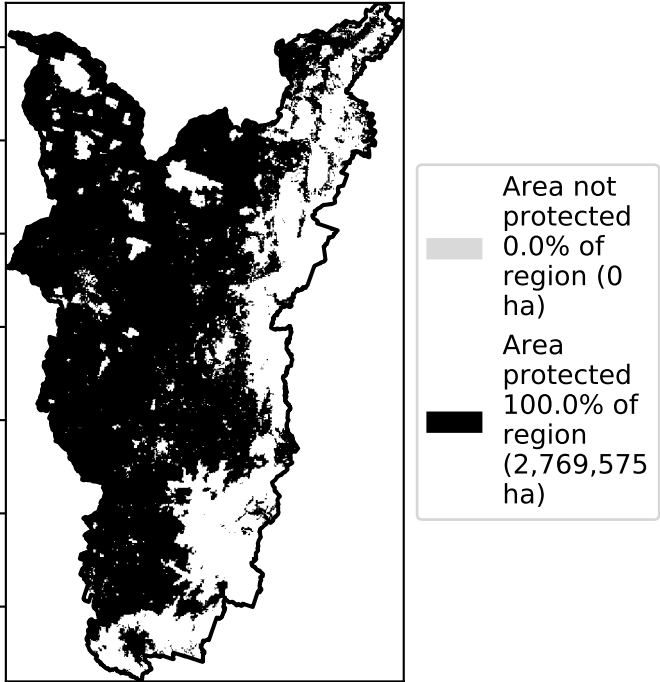 Area not
protected
0.0% of
region (0
ha)
Area
protected
100.0% of
region
(2,769,575
ha)